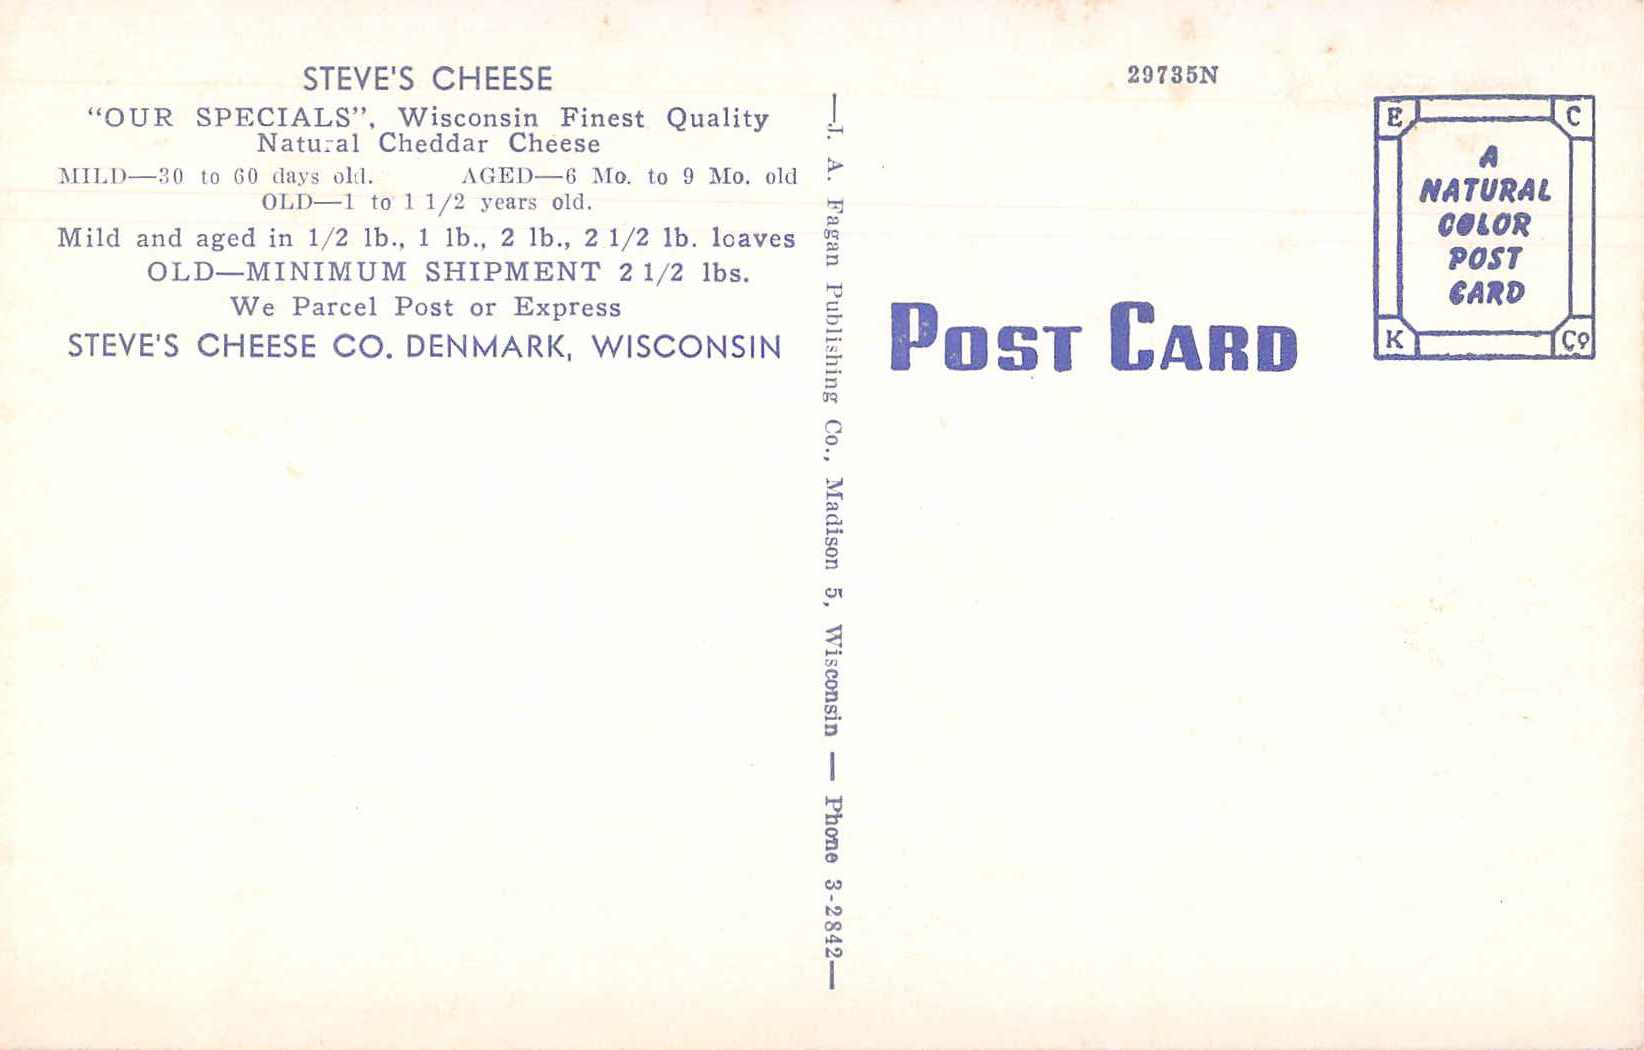 STEVE'S CHEESE
"OUR SPECIALS", Wisconsin Finest Quality
Natural Cheddar Cheese
MILD—30 to 60 days old. AGED—6 Mo. to 9 Mo. old
OLD—1 to 1 1/2 years old.
Mild and aged in 1/2 lb., 1 lb., 2 lb., 2 1/2 lb. loaves
OLD—MINIMUM SHIPMENT 2 1/2 lbs.
We Parcel Post or Express
STEVE'S CHEESE CO. DENMARK, WISCONSIN
—J. A. Fagan Publishing Co., Madison 5, Wisconsin — Phone 3-2842—
29735N
POST CARD
E C
A
NATURAL
COLOR
POST
CARD
K Co